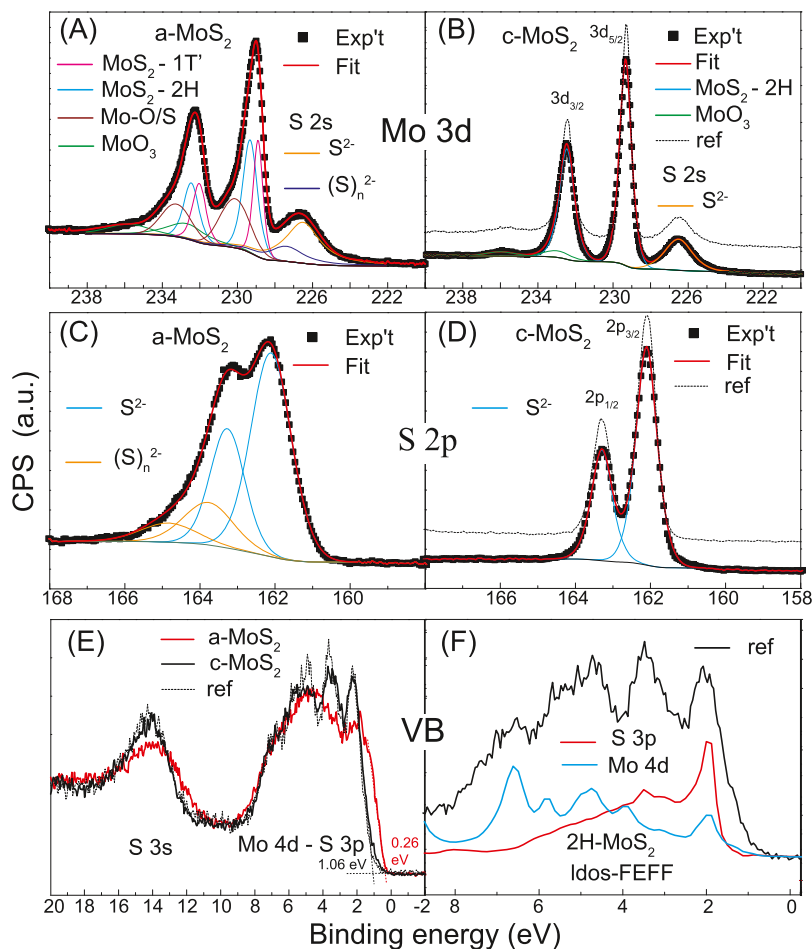 (A) a-MoS2
Exp't
Fit
MoS2 - 1T'
MoS2 - 2H
Mo-O/S
MoO3
S 2s
S2-
(S)n2-
238 234 230 226 222
(B) c-MoS2
3d5/2
3d3/2
Exp't
Fit
MoS2 - 2H
MoO3
ref
S 2s
S2-
238 234 230 226 222 220
Mo 3d
(C) a-MoS2
Exp't
Fit
S2-
(S)n2-
168 166 164 162 160
(D) c-MoS2
2p3/2
2p1/2
Exp't
Fit
ref
S2-
166 164 162 160 158
S 2p
CPS (a.u.)
(E)
a-MoS2
c-MoS2
ref
S 3s
Mo 4d - S 3p
0.26
eV
1.06 eV
20 18 16 14 12 10 8 6 4 2 0 -2
(F)
ref
S 3p
Mo 4d
2H-MoS2
ldos-FEFF
8 6 4 2 0
VB
Binding energy (eV)